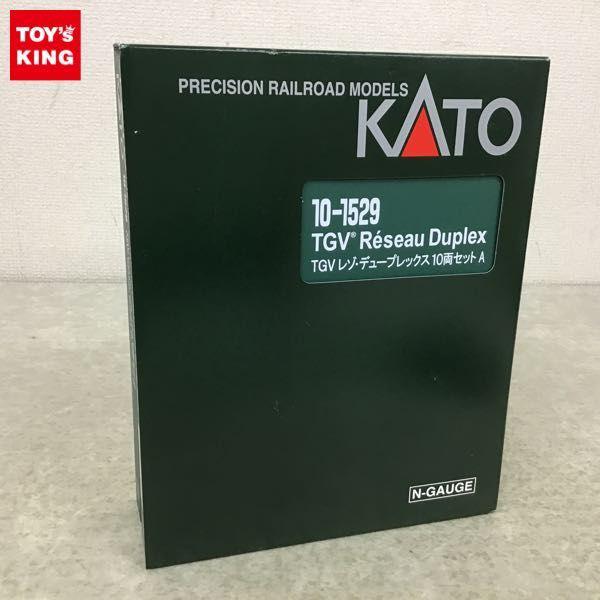 TOY's
KING
PRECISION RAILROAD MODELS
KATO
10-1529
TGV® Réseau Duplex
TGV レゾ・デュープレックス 10両セット A
N-GAUGE